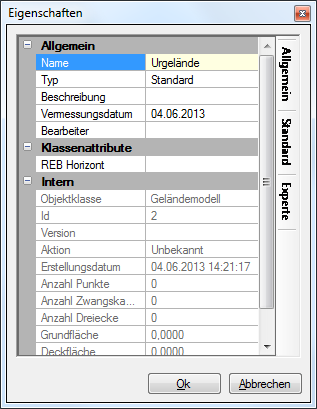 Eigenschaften
Allgemein
Name Urgelände
Typ Standard
Beschreibung
Vermessungsdatum 04.06.2013
Bearbeiter
Klassenattribute
REB Horizont
Intern
Objektklasse Geländemodell
Id 2
Version
Aktion Unbekannt
Erstellungsdatum 04.06.2013 14:21:17
Anzahl Punkte 0
Anzahl Zwangska... 0
Anzahl Dreiecke 0
Grundfläche 0,0000
Deckfläche 0,0000
Allgemein
Standard
Experte
Ok Abbrechen